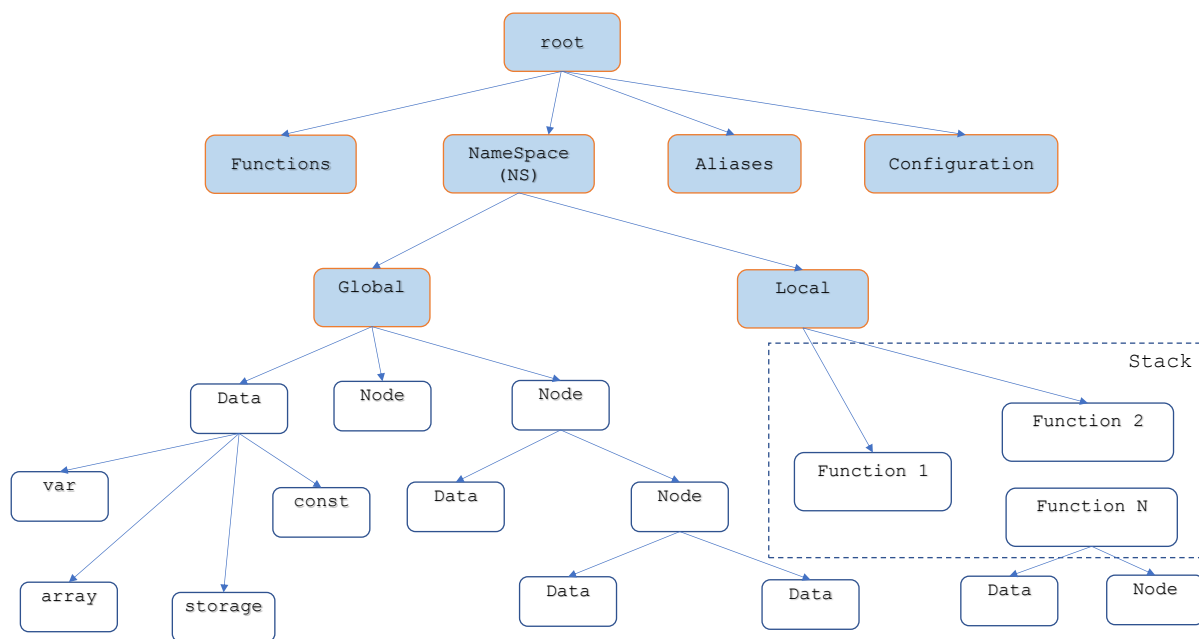 root
Functions
NameSpace
(NS)
Aliases
Configuration
Global
Local
Stack
Data
Node
Node
Function 2
Function 1
var
const
Data
Node
Function N
array
storage
Data
Data
Data
Node